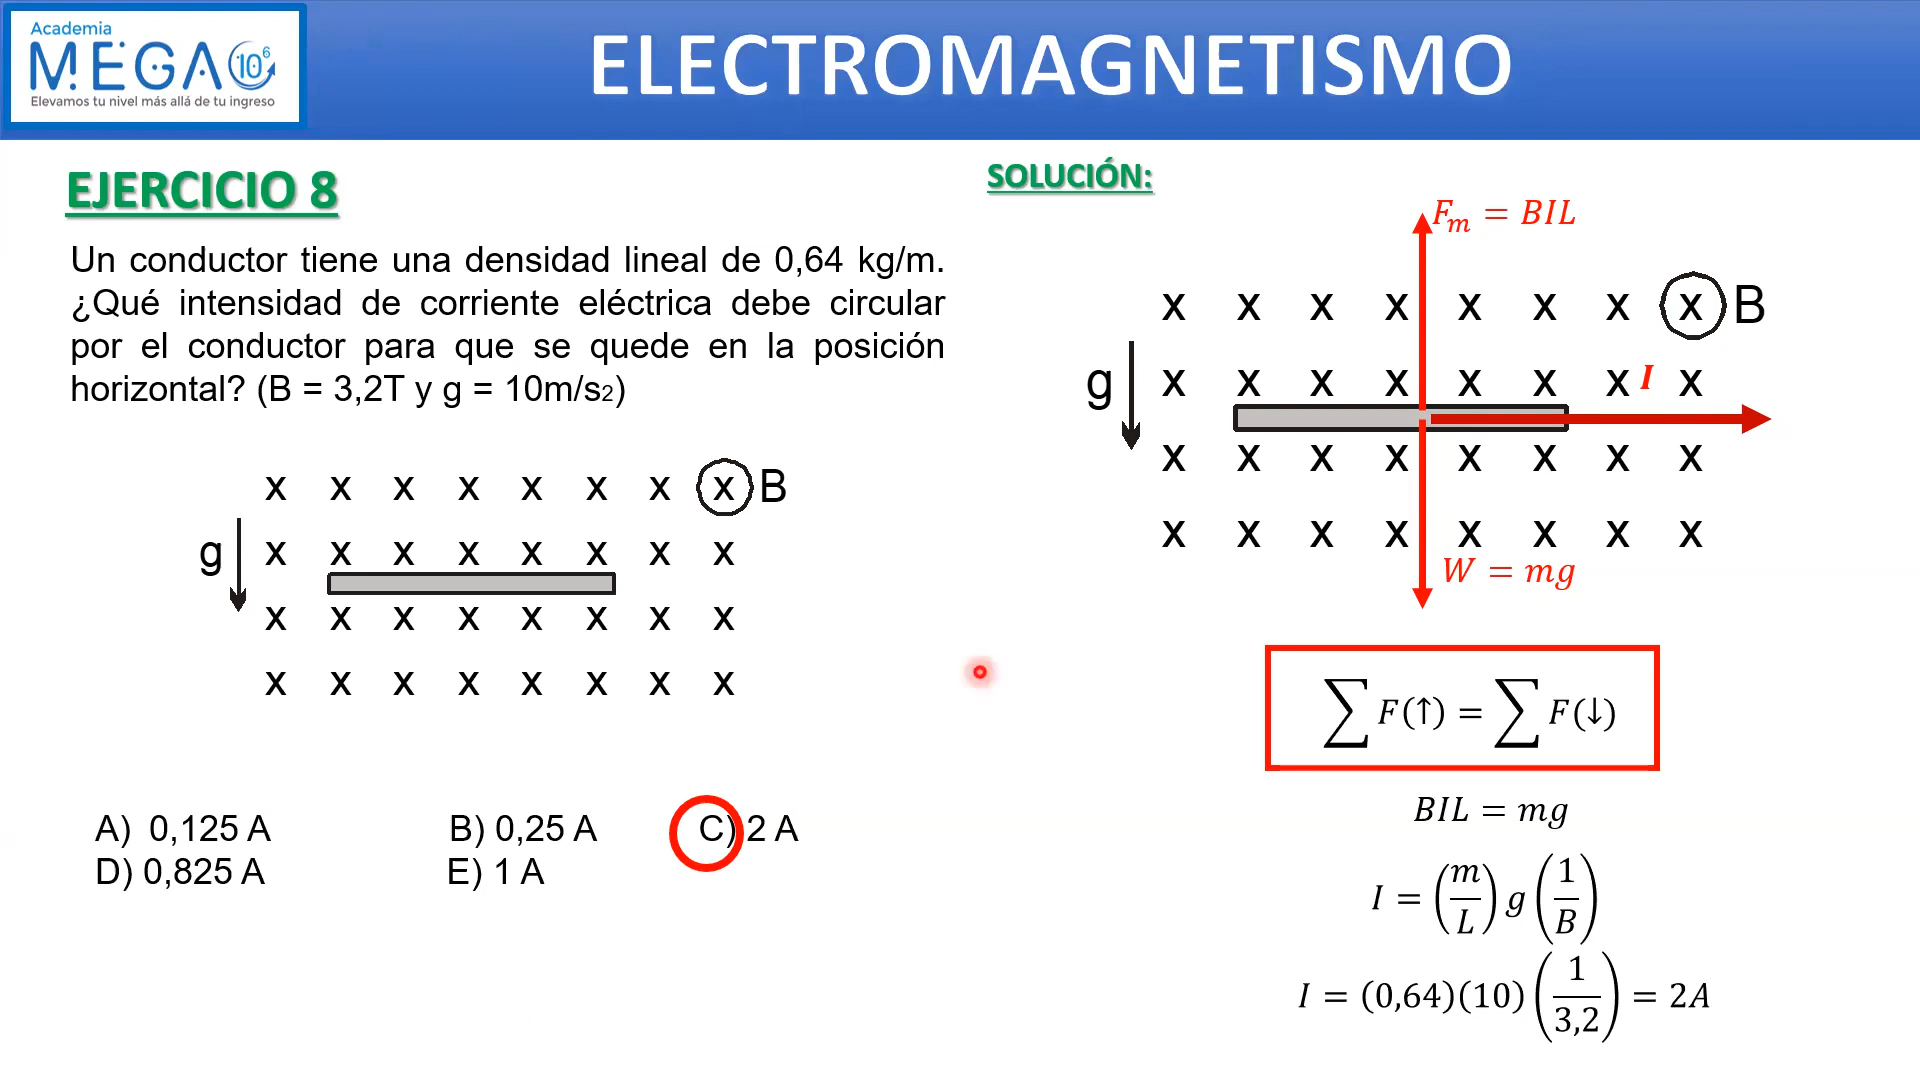 Academia
MEGA 10⁶
Elevamos tu nivel más allá de tu ingreso
ELECTROMAGNETISMO
EJERCICIO 8
Un conductor tiene una densidad lineal de 0,64 kg/m.
¿Qué intensidad de corriente eléctrica debe circular
por el conductor para que se quede en la posición
horizontal? (B = 3,2T y g = 10m/s2)
x x x x x x x x B
g x x x x x x x x
x x x x x x x x
x x x x x x x x
A) 0,125 A B) 0,25 A C) 2 A
D) 0,825 A E) 1 A
SOLUCIÓN:
Fₘ = BIL
x x x x x x x x B
g x x x x x x x I x
x x x x x x x x
x x x x x x x x
W = mg
∑ F(↑) = ∑ F(↓)
BIL = mg
I = (m/L) g (1/B)
I = (0,64)(10) (1/3,2) = 2A